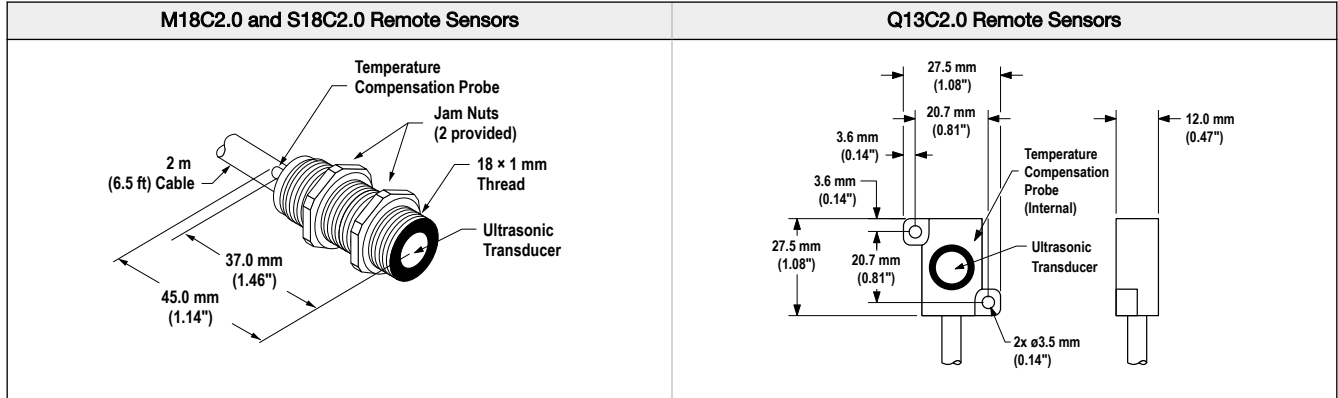 M18C2.0 and S18C2.0 Remote Sensors
Temperature
Compensation Probe
Jam Nuts
(2 provided)
2 m
(6.5 ft) Cable
18 × 1 mm
Thread
Ultrasonic
Transducer
37.0 mm
(1.46")
45.0 mm
(1.14")
Q13C2.0 Remote Sensors
27.5 mm
(1.08")
20.7 mm
(0.81")
12.0 mm
(0.47")
3.6 mm
(0.14")
Temperature
Compensation
Probe
(Internal)
3.6 mm
(0.14")
27.5 mm
(1.08")
20.7 mm
(0.81")
Ultrasonic
Transducer
2x ø3.5 mm
(0.14")